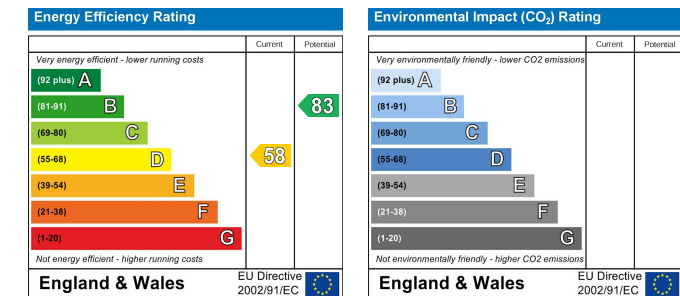 Energy Efficiency Rating
Current Potential
Very energy efficient - lower running costs
(92 plus) A
(81-91) B
83
(69-80) C
(55-68) D
58
(39-54) E
(21-38) F
(1-20) G
Not energy efficient - higher running costs
England & Wales
EU Directive
2002/91/EC
Environmental Impact (CO₂) Rating
Current Potential
Very environmentally friendly - lower CO2 emissions
(92 plus) A
(81-91) B
(69-80) C
(55-68) D
(39-54) E
(21-38) F
(1-20) G
Not environmentally friendly - higher CO2 emissions
England & Wales
EU Directive
2002/91/EC